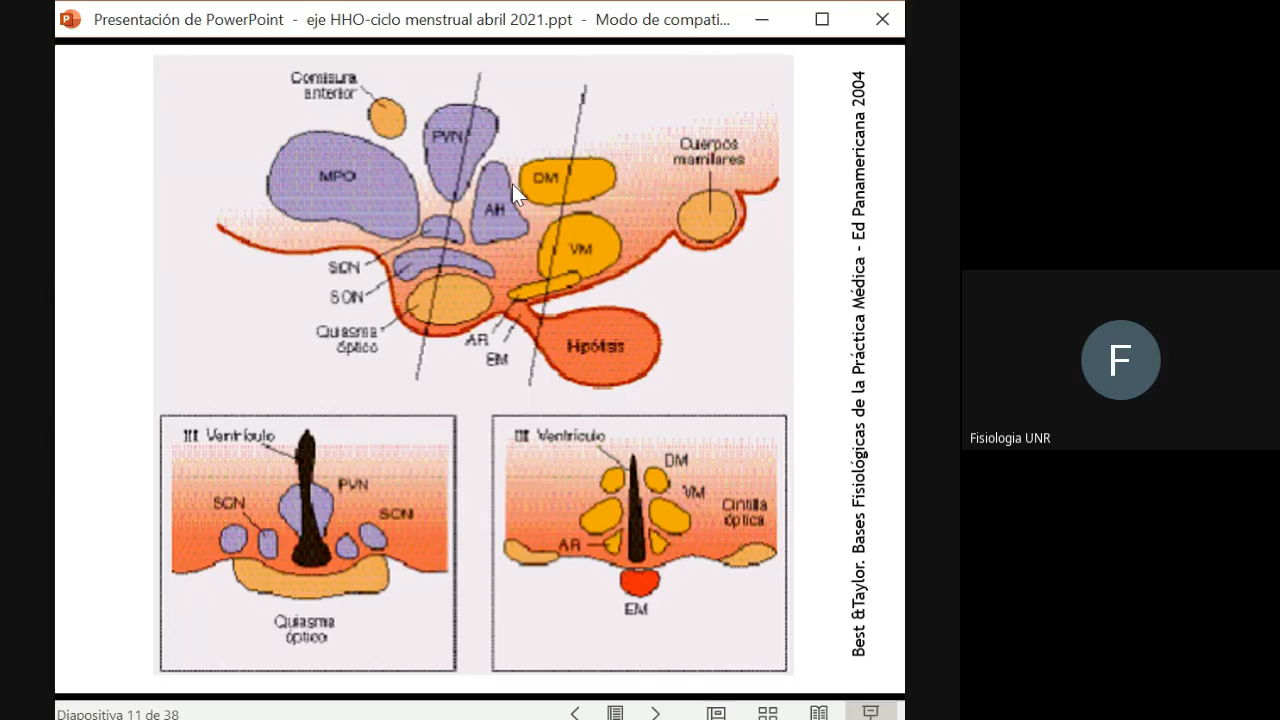 Presentación de PowerPoint - eje HHO-ciclo menstrual abril 2021.ppt - Modo de compati...
Comisura
anterior
PVN
MPO
DM
Cuerpos
mamilares
AH
VM
SCN
SON
Quiasma
óptico
AR
EM
Hipófisis
Best &Taylor. Bases Fisiológicas de la Práctica Médica - Ed Panamericana 2004
III Ventrículo
PVN
SCN
SON
Quiasma
óptico
III Ventrículo
DM
VM
Cintilla
óptica
AR
EM
F
Fisiologia UNR
Diapositiva 11 de 38